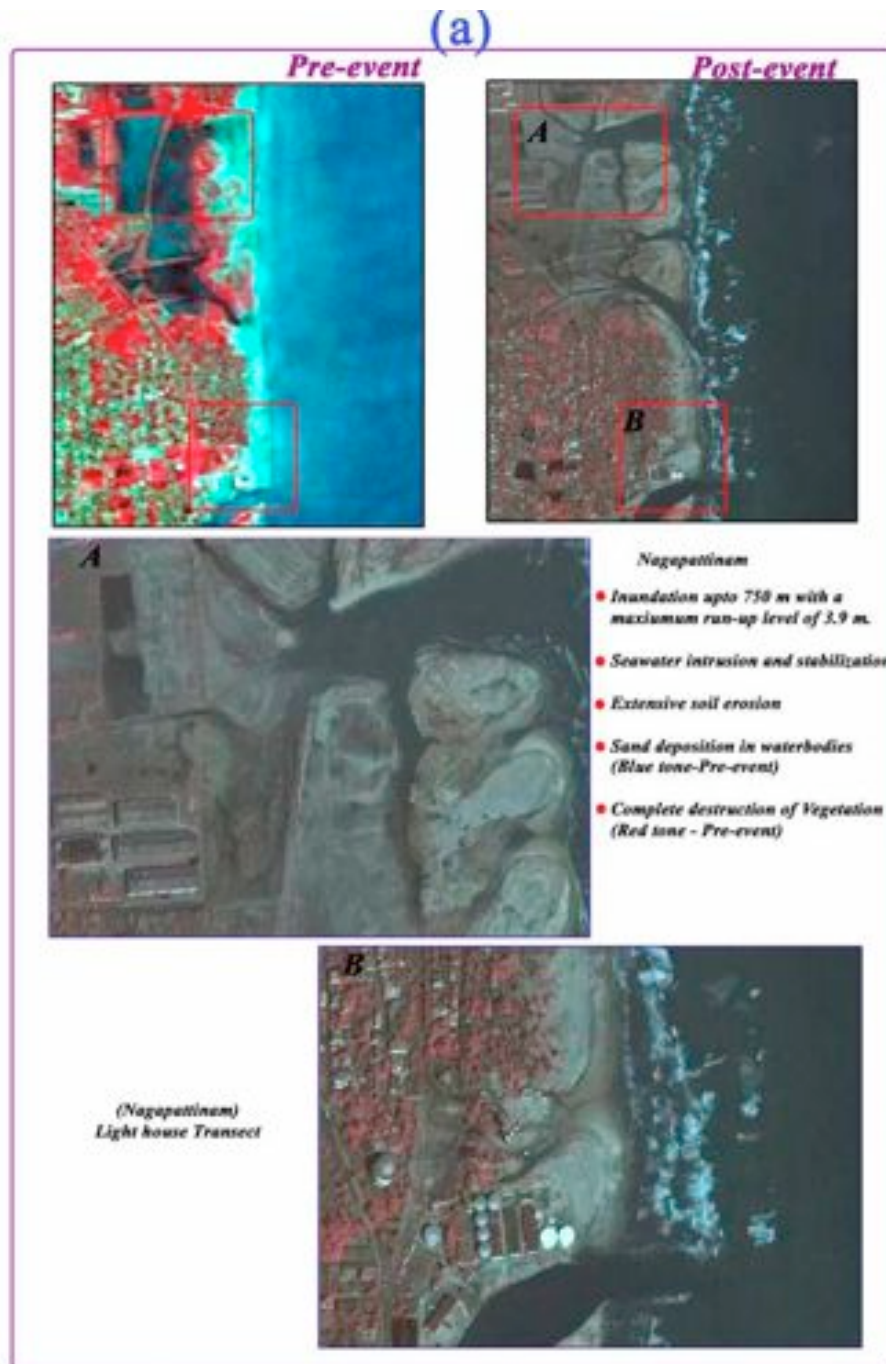 (a)
Pre-event
Post-event
A
B
A
Nagapattinam
Inundation upto 750 m with a
maxiumum run-up level of 3.9 m.
Seawater intrusion and stabilization
Extensive soil erosion
Sand deposition in waterbodies
(Blue tone-Pre-event)
Complete destruction of Vegetation
(Red tone - Pre-event)
B
(Nagapattinam)
Light house Transect